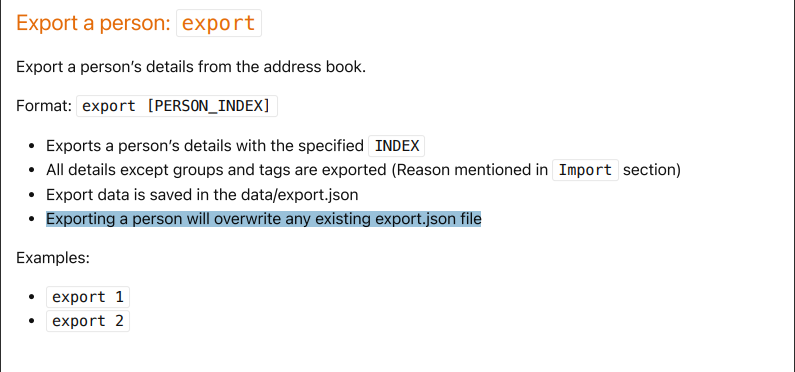 Export a person: export
Export a person’s details from the address book.
Format: export [PERSON_INDEX]
• Exports a person’s details with the specified INDEX
• All details except groups and tags are exported (Reason mentioned in Import section)
• Export data is saved in the data/export.json
• Exporting a person will overwrite any existing export.json file
Examples:
• export 1
• export 2